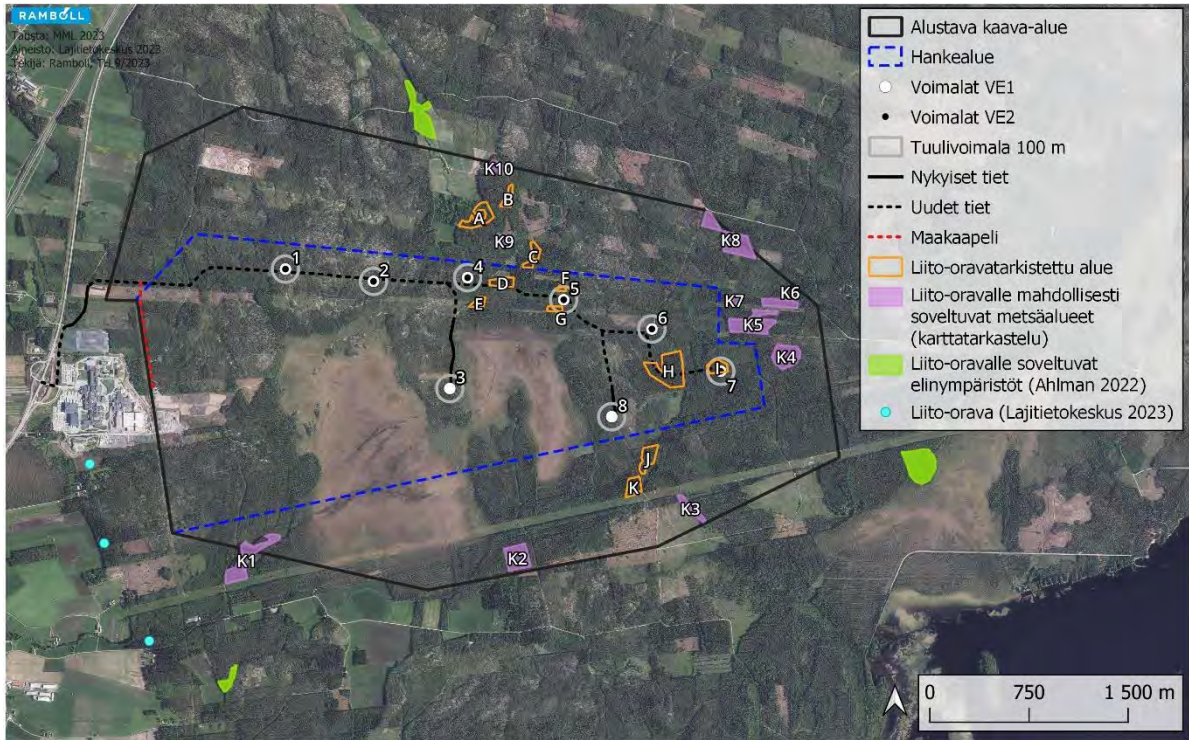 RAMBOLL
Tausta: MML 2023
Aineisto: Lajitietokeskus 2023
Tekijä: Ramboll, TLi 9/2023
Alustava kaava-alue
Hankealue
Voimalat VE1
Voimalat VE2
Tuulivoimala 100 m
Nykyiset tiet
Uudet tiet
Maakaapeli
Liito-oravatarkistettu alue
Liito-oravalle mahdollisesti
soveltuvat metsäalueet
(karttatarkastelu)
Liito-oravalle soveltuvat
elinympäristöt (Ahlman 2022)
Liito-orava (Lajitietokeskus 2023)
K10
B
A
K9
K8
C
1
4
2
D
F
5
E
G
K7
K6
K5
6
K4
H
I
7
3
8
J
K
K3
K1
K2
0 750 1 500 m